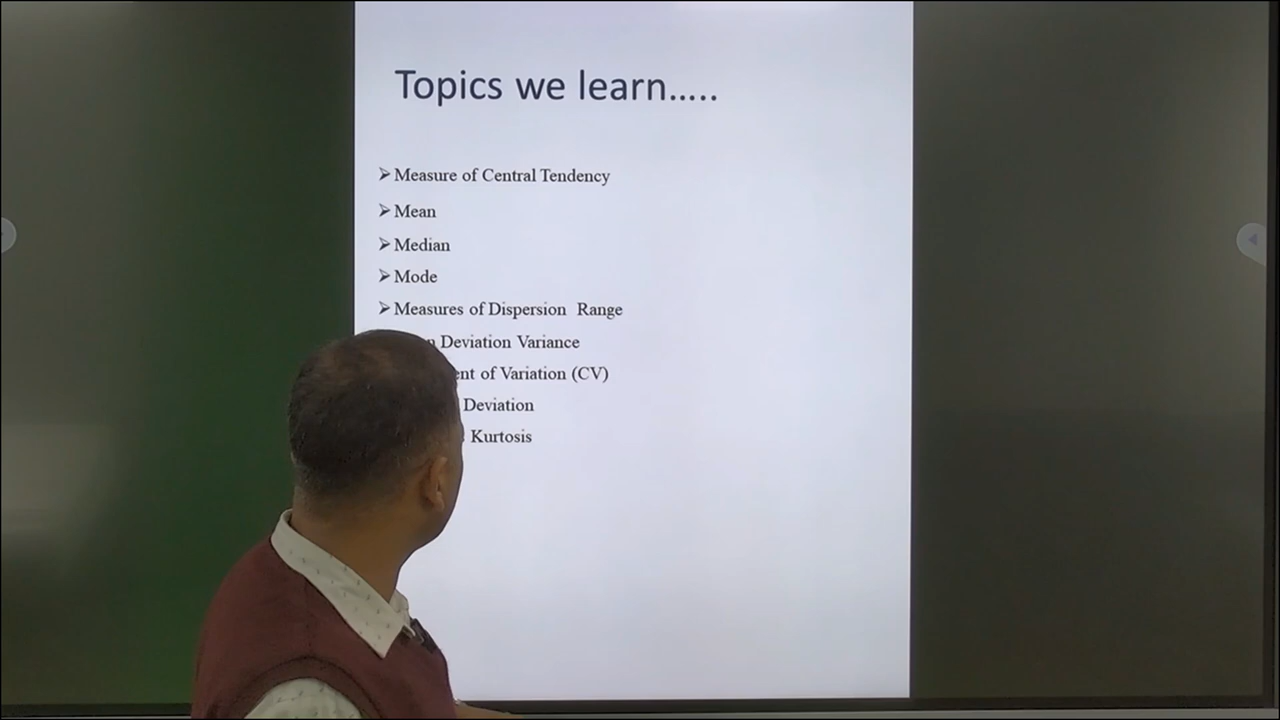 Topics we learn.....
➢ Measure of Central Tendency
➢ Mean
➢ Median
➢ Mode
➢ Measures of Dispersion Range
Deviation Variance
of Variation (CV)
Deviation
Kurtosis